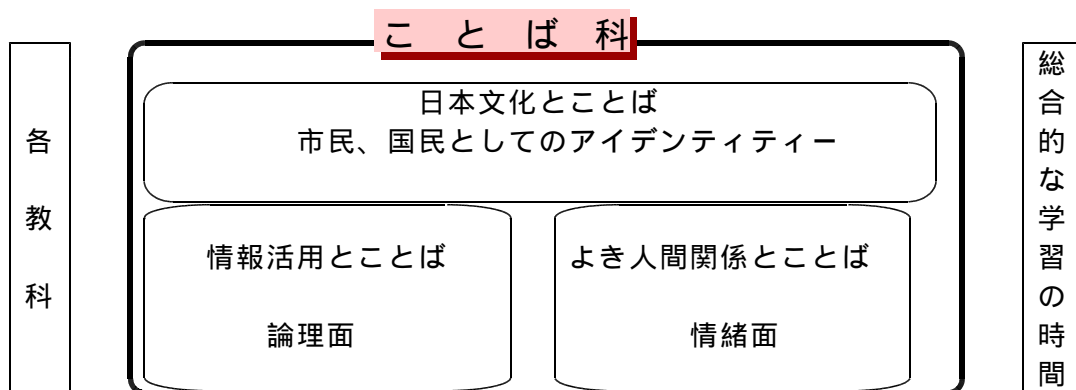 ことば科
各教科
日本文化とことば
市民、国民としてのアイデンティティー
情報活用とことば
論理面
よき人間関係とことば
情緒面
総合的な学習の時間